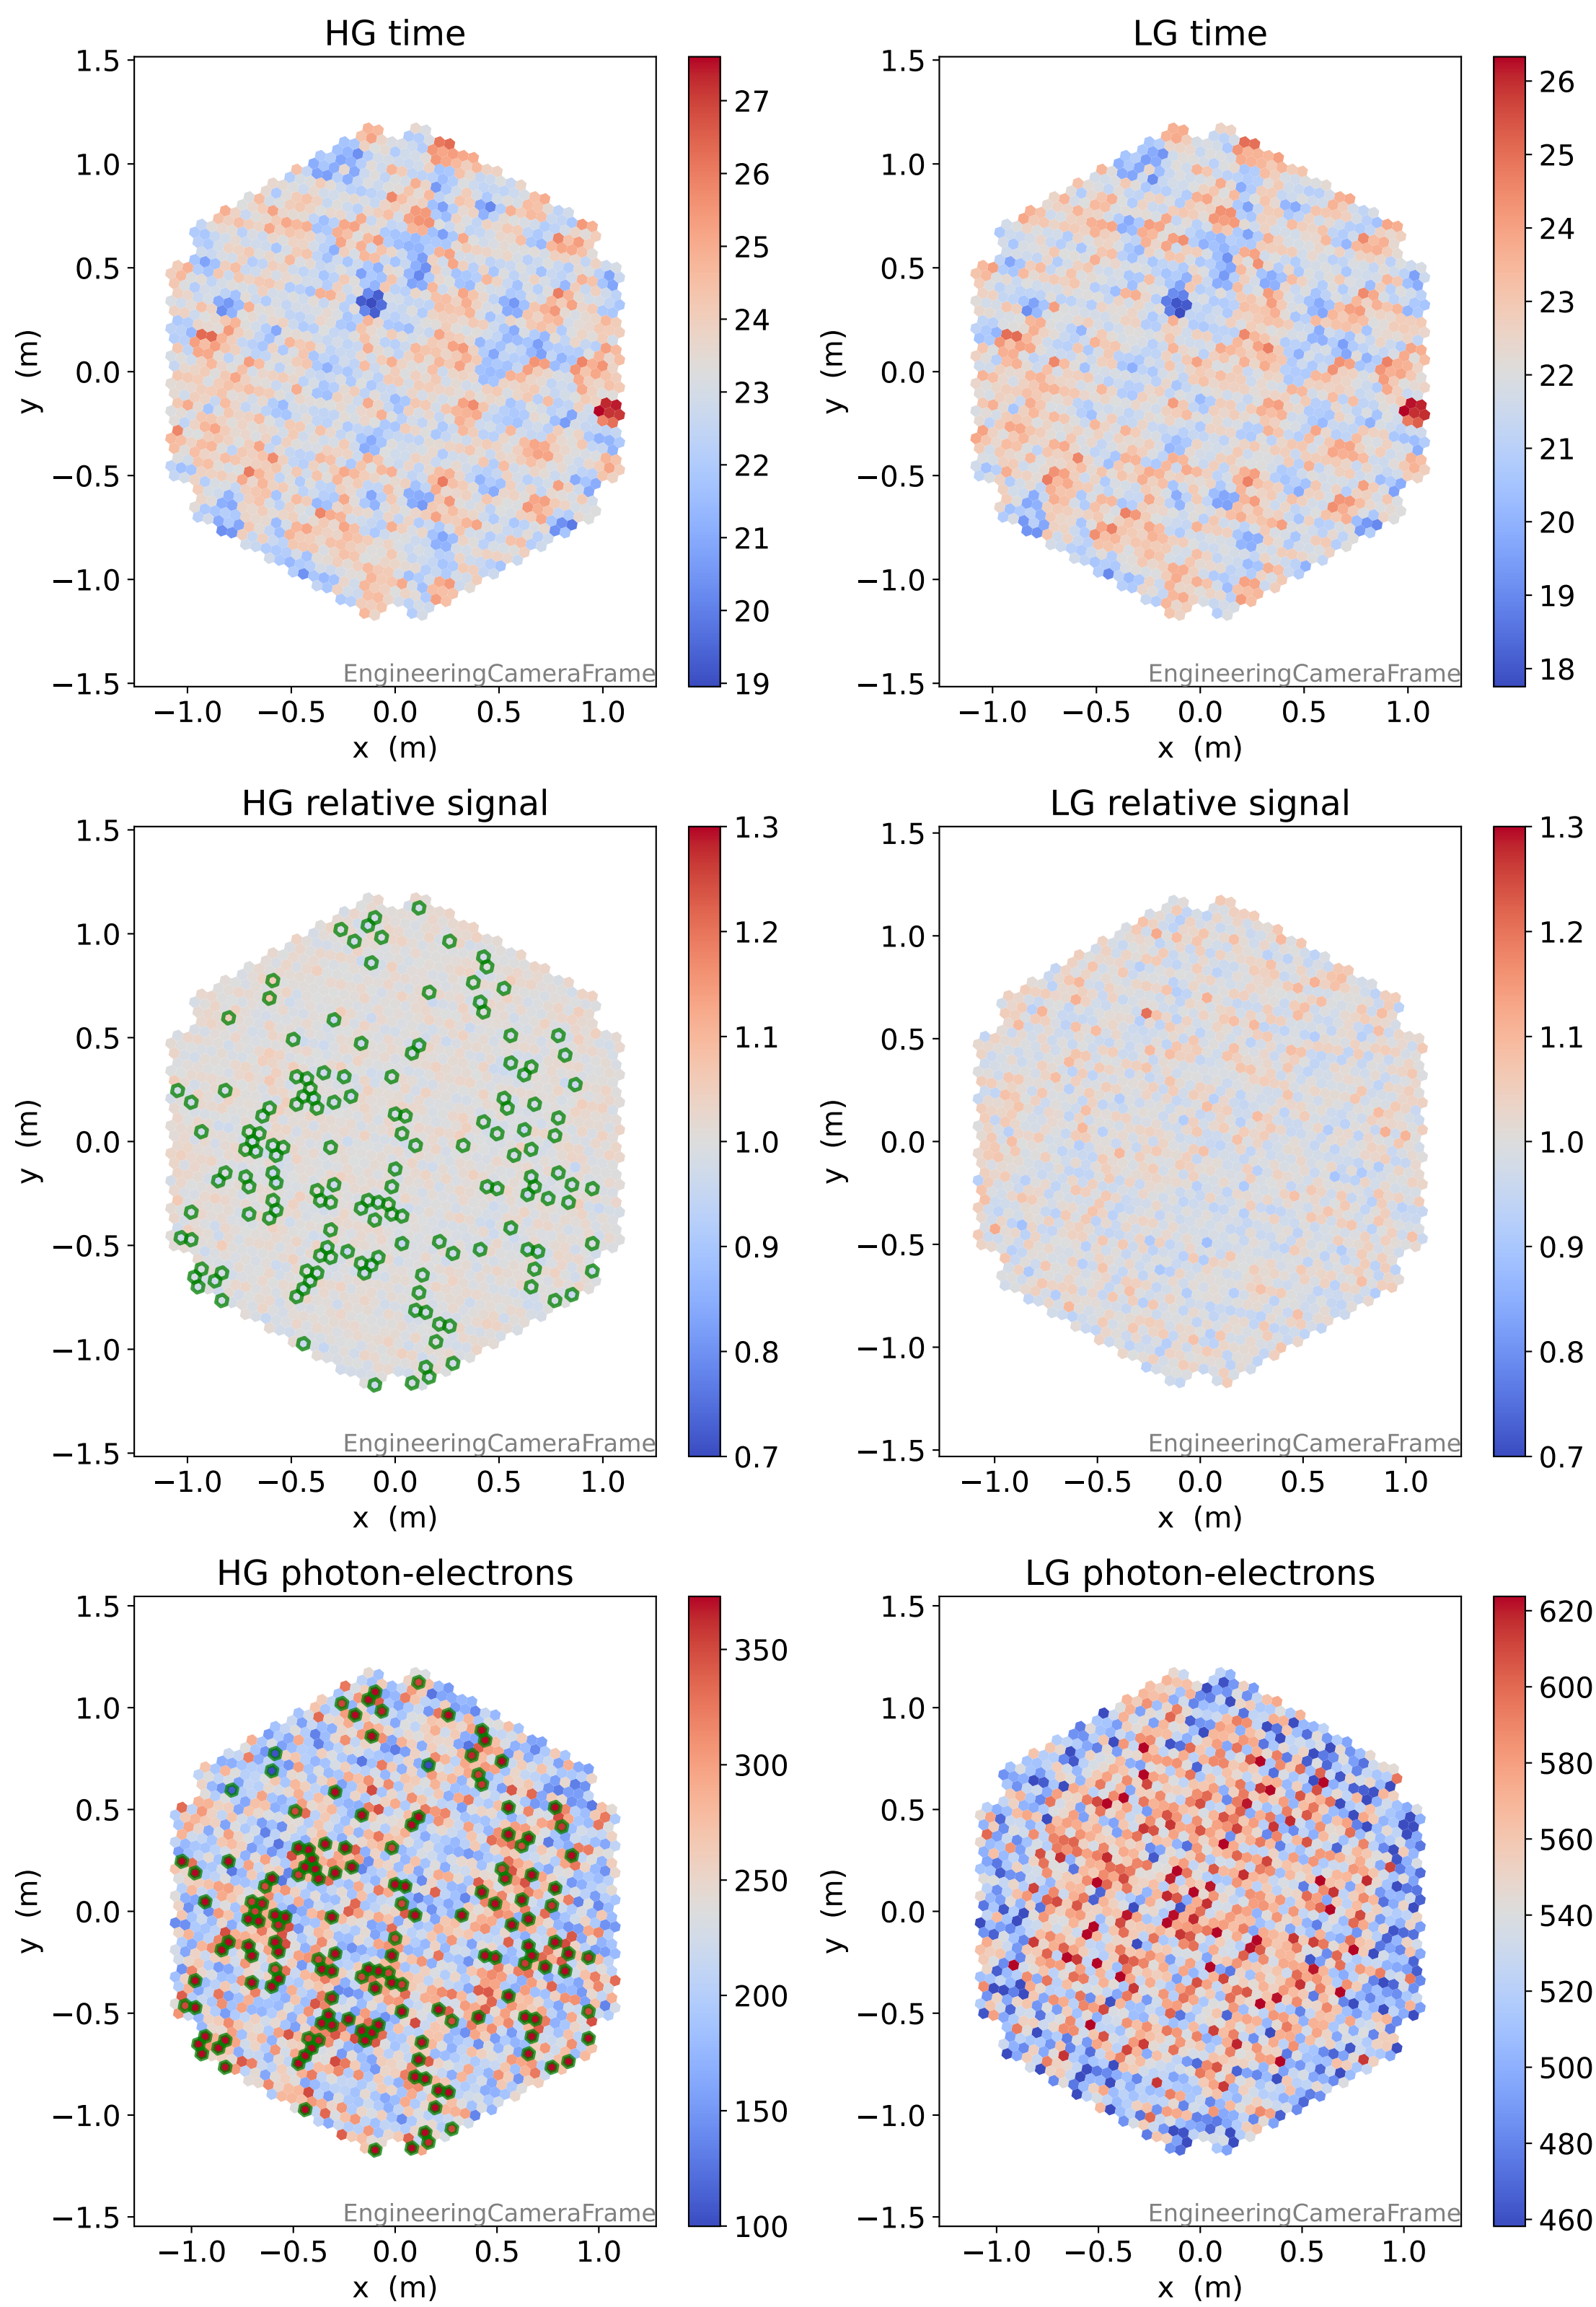 HG time
1.5
1.0
0.5
0.0
−0.5
−1.0
−1.5
y (m)
EngineeringCameraFrame
−1.0 −0.5 0.0 0.5 1.0
x (m)
27
26
25
24
23
22
21
20
19
LG time
1.5
1.0
0.5
0.0
−0.5
−1.0
−1.5
y (m)
EngineeringCameraFrame
−1.0 −0.5 0.0 0.5 1.0
x (m)
26
25
24
23
22
21
20
19
18
HG relative signal
1.5
1.0
0.5
0.0
−0.5
−1.0
−1.5
y (m)
EngineeringCameraFrame
−1.0 −0.5 0.0 0.5 1.0
x (m)
1.3
1.2
1.1
1.0
0.9
0.8
0.7
LG relative signal
1.5
1.0
0.5
0.0
−0.5
−1.0
−1.5
y (m)
EngineeringCameraFrame
−1.0 −0.5 0.0 0.5 1.0
x (m)
1.3
1.2
1.1
1.0
0.9
0.8
0.7
HG photon-electrons
1.5
1.0
0.5
0.0
−0.5
−1.0
−1.5
y (m)
EngineeringCameraFrame
−1.0 −0.5 0.0 0.5 1.0
x (m)
350
300
250
200
150
100
LG photon-electrons
1.5
1.0
0.5
0.0
−0.5
−1.0
−1.5
y (m)
EngineeringCameraFrame
−1.0 −0.5 0.0 0.5 1.0
x (m)
620
600
580
560
540
520
500
480
460